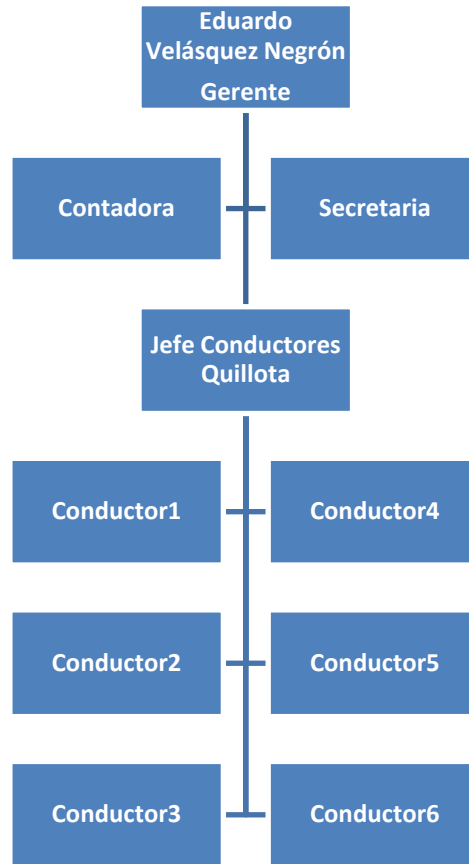 Eduardo
Velásquez Negrón
Gerente
Contadora
Secretaria
Jefe Conductores
Quillota
Conductor1
Conductor4
Conductor2
Conductor5
Conductor3
Conductor6